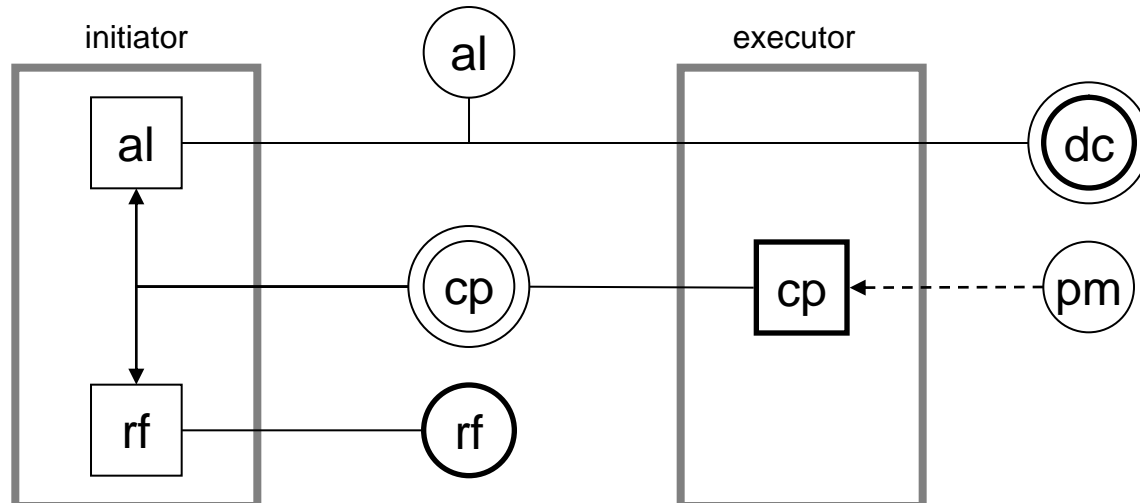 initiator
al
executor
al
dc
cp
cp
pm
rf
rf